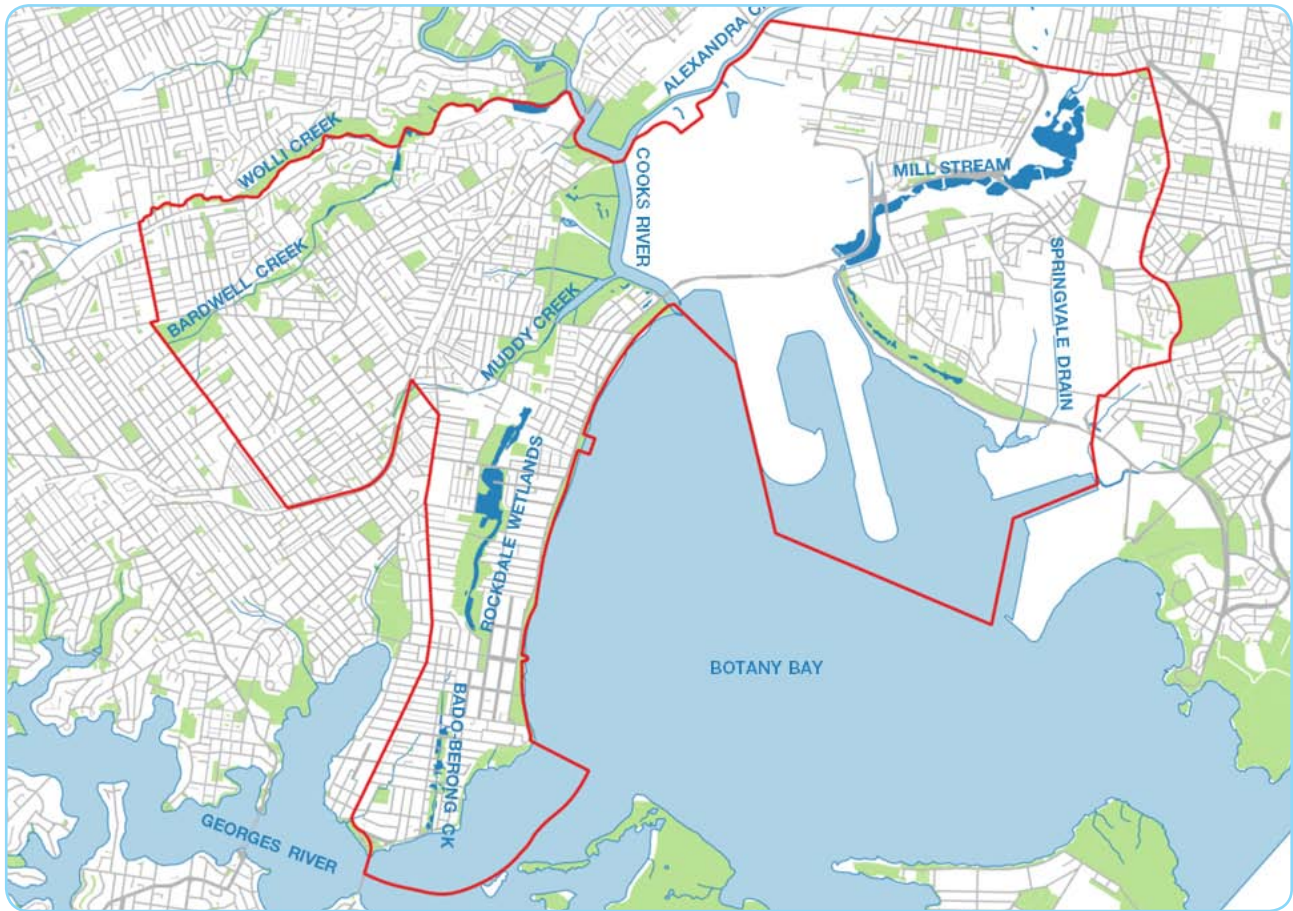 ALEXANDRA C
WOLLI CREEK
COOKS RIVER
MILL STREAM
BARDWELL CREEK
SPRINGVALE DRAIN
MUDDY CREEK
ROCKDALE WETLANDS
BOTANY BAY
BADO-BERONG CK
GEORGES RIVER